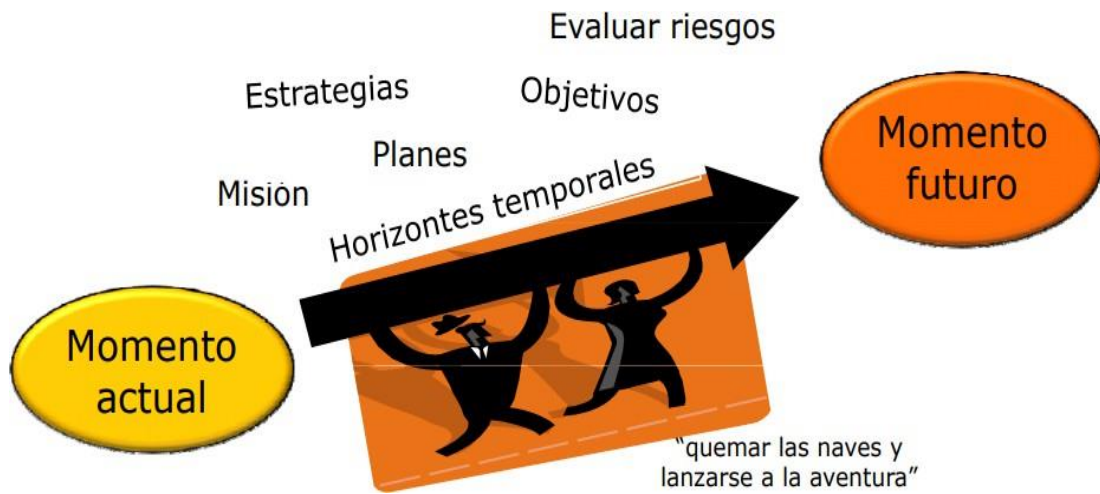 Evaluar riesgos
Estrategias
Objetivos
Planes
Misión
Horizontes temporales
Momento
futuro
Momento
actual
“quemar las naves y
lanzarse a la aventura”